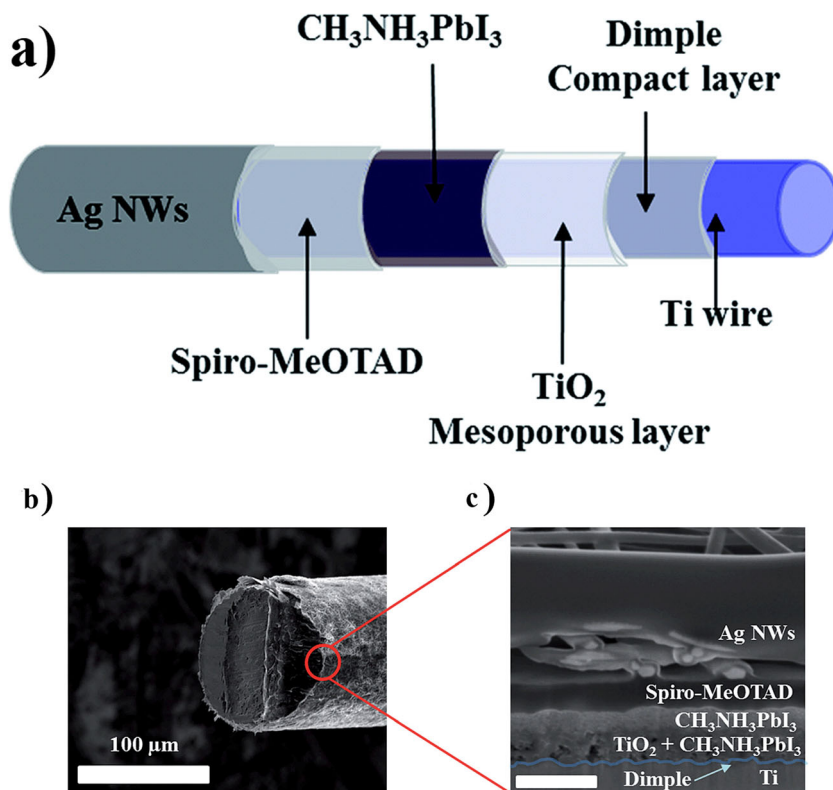 a)
CH₃NH₃PbI₃
Dimple
Compact layer
Ag NWs
Spiro-MeOTAD
TiO₂
Mesoporous layer
Ti wire
b)
100 μm
c)
Ag NWs
Spiro-MeOTAD
CH₃NH₃PbI₃
TiO₂ + CH₃NH₃PbI₃
Dimple
Ti